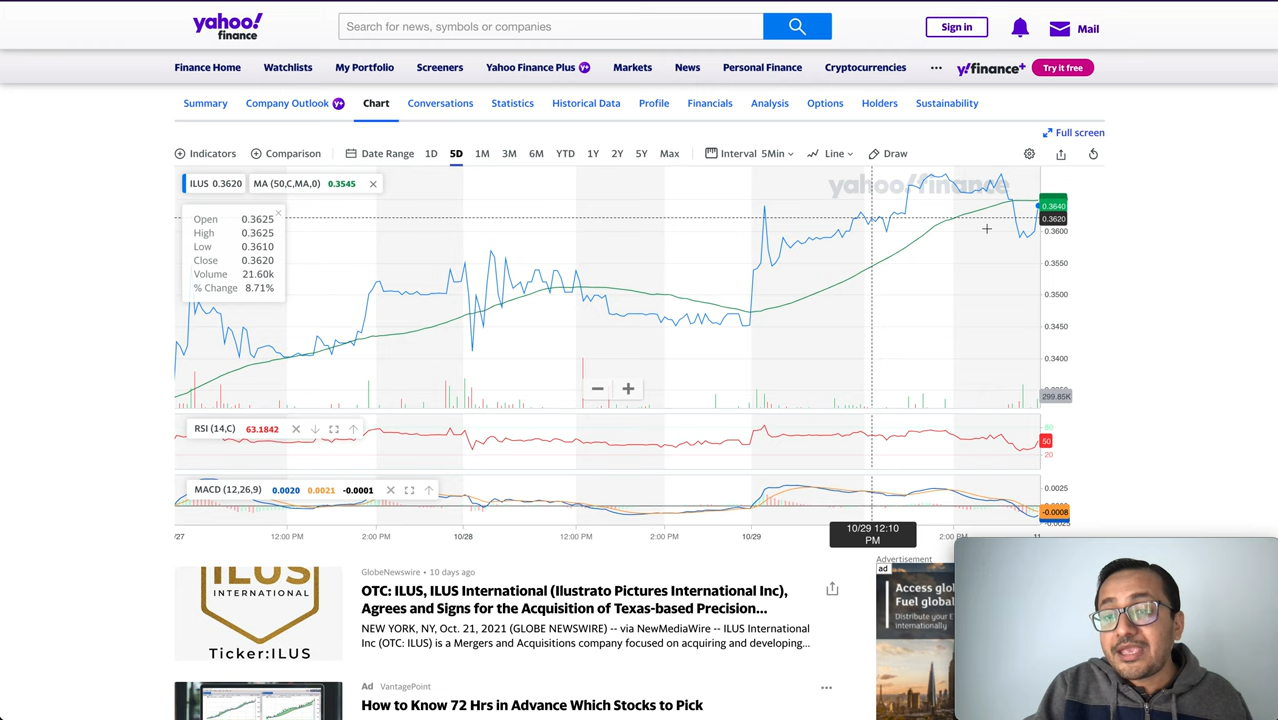 yahoo!
finance
Search for news, symbols or companies
Sign in
Mail
Finance Home
Watchlists
My Portfolio
Screeners
Yahoo Finance Plus
Markets
News
Personal Finance
Cryptocurrencies
...
y!finance+
Try it free
Summary
Company Outlook
Chart
Conversations
Statistics
Historical Data
Profile
Financials
Analysis
Options
Holders
Sustainability
Full screen
Indicators
Comparison
Date Range
1D
5D
1M
3M
6M
YTD
1Y
2Y
5Y
Max
Interval 5Min
Line
Draw
ILUS 0.3620
MA (50,C,MA,0) 0.3545
yahoo!finance
Open 0.3625
High 0.3625
Low 0.3610
Close 0.3620
Volume 21.60k
% Change 8.71%
0.3640
0.3620
0.3600
0.3550
0.3500
0.3450
0.3400
299.85K
RSI (14,C) 63.1842
80
50
20
MACD (12,26,9) 0.0020 0.0021 -0.0001
0.0025
-0.0008
/27
12:00 PM
2:00 PM
10/28
12:00 PM
2:00 PM
10/29
10/29 12:10
PM
2:00 PM
ILUS
INTERNATIONAL
Ticker:ILUS
GlobeNewswire • 10 days ago
OTC: ILUS, ILUS International (Ilustrato Pictures International Inc),
Agrees and Signs for the Acquisition of Texas-based Precision...
NEW YORK, NY, Oct. 21, 2021 (GLOBE NEWSWIRE) -- via NewMediaWire -- ILUS International
Inc (OTC: ILUS) is a Mergers and Acquisitions company focused on acquiring and developing...
Ad VantagePoint
How to Know 72 Hrs in Advance Which Stocks to Pick
Advertisement
ad
Access glo
Fuel global
Distribute your E
internationally